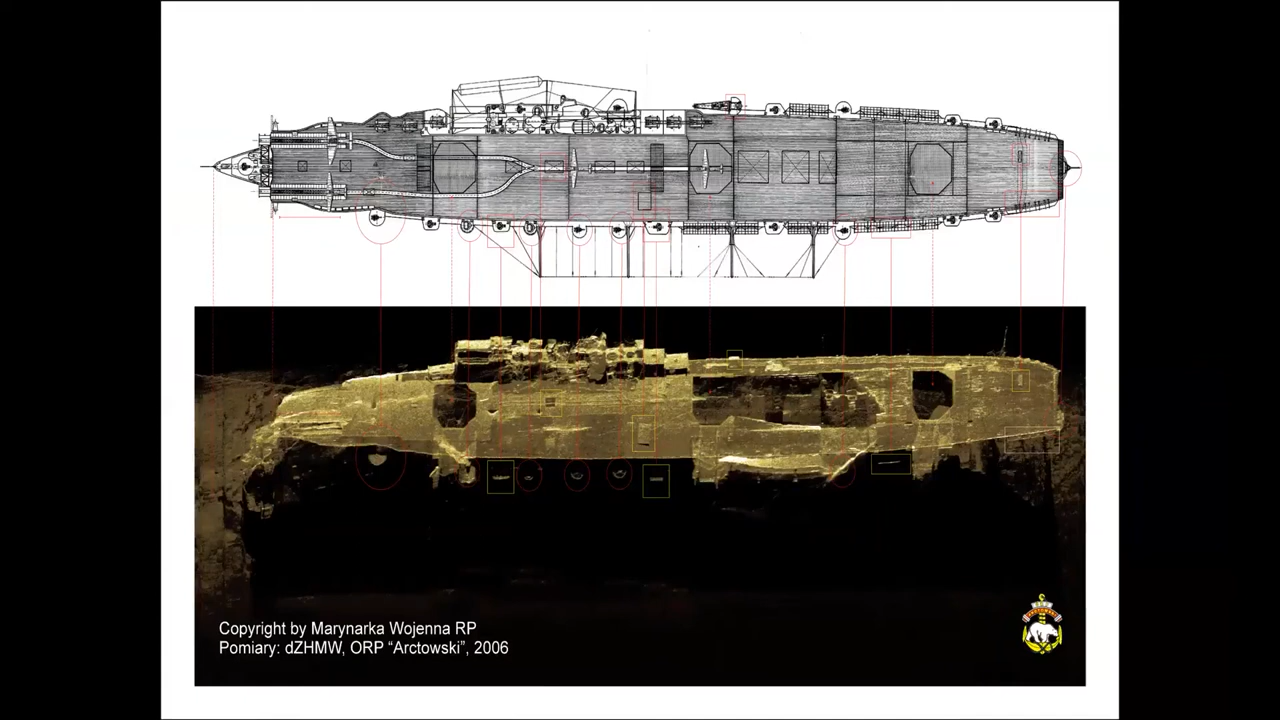 Copyright by Marynarka Wojenna RP
Pomiary: dZHMW, ORP “Arctowski”, 2006